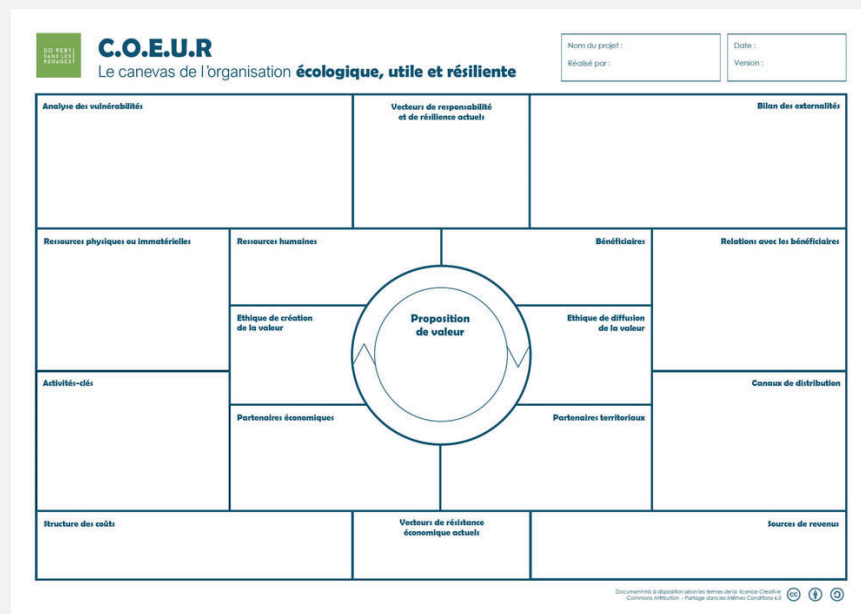 DU VERT
DANS LES
ROUAGES
C.O.E.U.R
Le canevas de l'organisation écologique, utile et résiliente
Nom du projet :
Réalisé par :
Date :
Version :
Analyse des vulnérabilités
Vecteurs de responsabilité
et de résilience actuels
Bilan des externalités
Ressources physiques ou immatérielles
Ressources humaines
Bénéficiaires
Relations avec les bénéficiaires
Ethique de création
de la valeur
Proposition
de valeur
Ethique de diffusion
de la valeur
Activités-clés
Canaux de distribution
Partenaires économiques
Partenaires territoriaux
Structure des coûts
Vecteurs de résistance
économique actuels
Sources de revenus
Document mis à disposition selon les termes de la licence Creative
Commons Attribution - Partage dans les Mêmes Conditions 4.0
cc